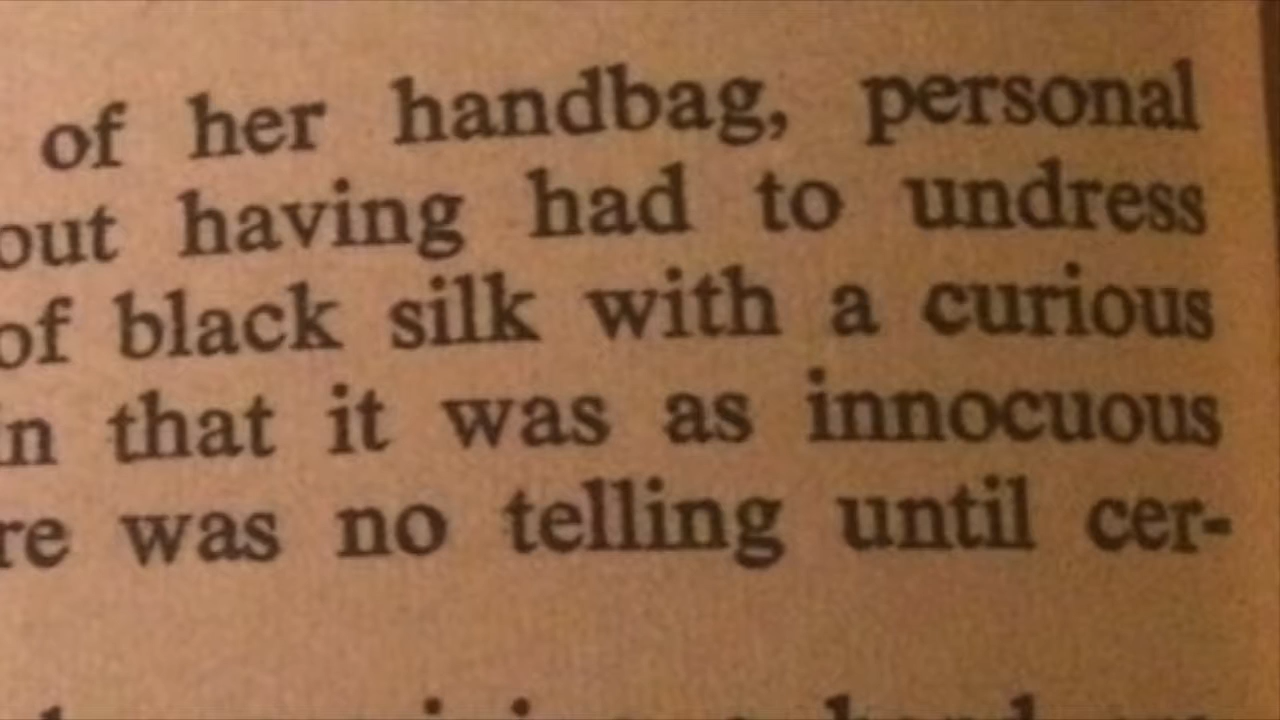 of her handbag, personal
out having had to undress
of black silk with a curious
in that it was as innocuous
re was no telling until cer-